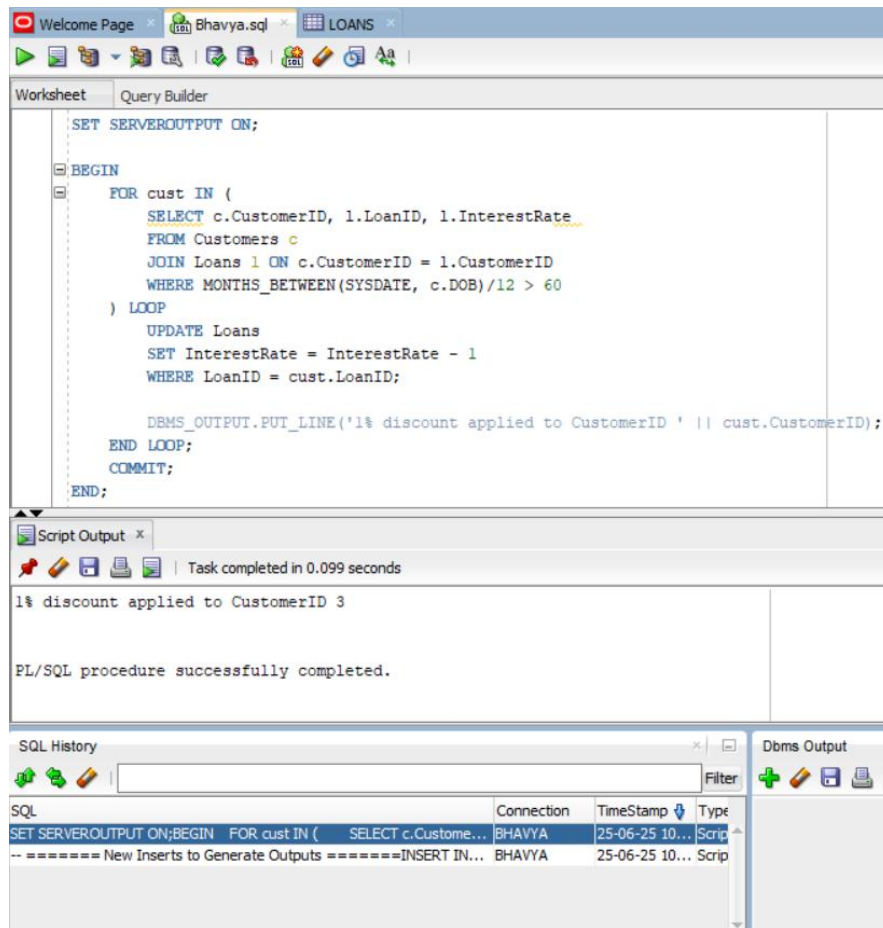 Welcome Page Bhavya.sql LOANS
Worksheet Query Builder
SET SERVEROUTPUT ON;
BEGIN
FOR cust IN (
SELECT c.CustomerID, l.LoanID, l.InterestRate
FROM Customers c
JOIN Loans l ON c.CustomerID = l.CustomerID
WHERE MONTHS_BETWEEN(SYSDATE, c.DOB)/12 > 60
) LOOP
UPDATE Loans
SET InterestRate = InterestRate - 1
WHERE LoanID = cust.LoanID;
DBMS_OUTPUT.PUT_LINE('1% discount applied to CustomerID ' || cust.CustomerID);
END LOOP;
COMMIT;
END;
Script Output x
Task completed in 0.099 seconds
1% discount applied to CustomerID 3
PL/SQL procedure successfully completed.
SQL History
Dbms Output
Filter
SQL Connection TimeStamp Type
SET SERVEROUTPUT ON;BEGIN FOR cust IN ( SELECT c.Custome... BHAVYA 25-06-25 10... Scrip
-- ======= New Inserts to Generate Outputs =======INSERT IN... BHAVYA 25-06-25 10... Scrip